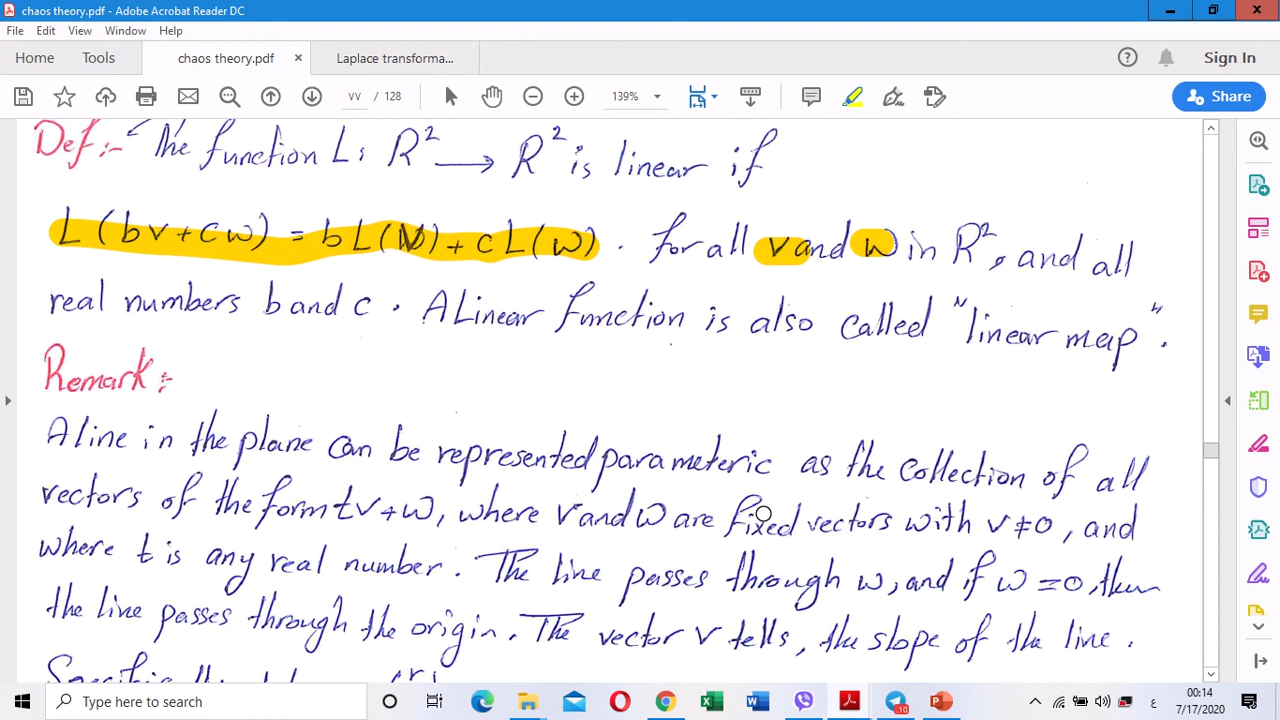 chaos theory.pdf - Adobe Acrobat Reader DC
File Edit View Window Help
Home Tools chaos theory.pdf × Laplace transforma... Sign In
٧٧ / 128 139% Share
Def:- "The function L: R² → R² is linear if
L (bv+cw) = bL(v)+cL(w). for all v and w in R², and all
real numbers b and c. A Linear function is also called "linear map".
Remark:-
A line in the plane can be represented parameteric as the collection of all
vectors of the form tv+w, where v and w are fixed vectors with v≠0, and
where t is any real number. The line passes through w, and if w=0, then
the line passes through the origin. The vector v tells, the slope of the line.
Type here to search
.10
ع
00:14
7/17/2020